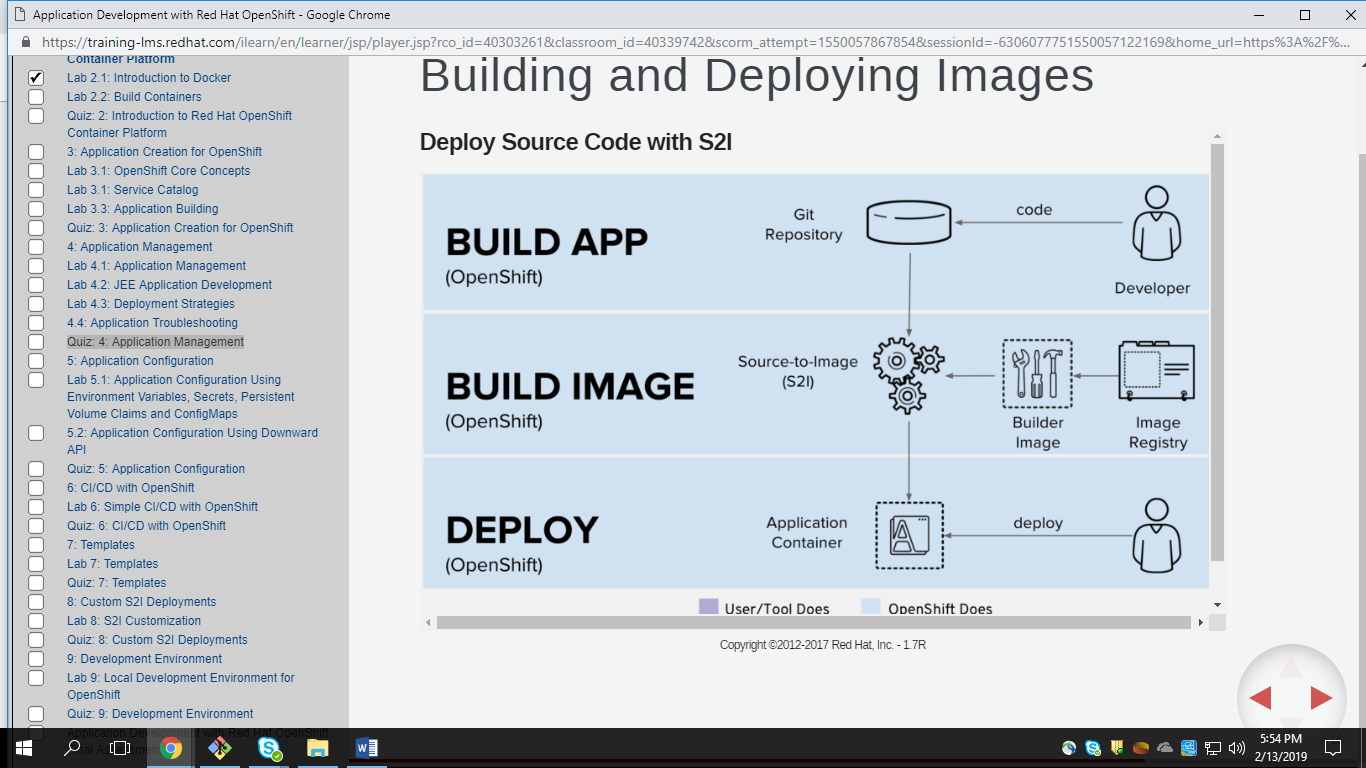 Application Development with Red Hat OpenShift - Google Chrome
https://training-lms.redhat.com/ilearn/en/learner/jsp/player.jsp?rco_id=40303261&classroom_id=40339742&scorm_attempt=1550057867854&sessionId=-6306077751550057122169&home_url=https%3A%2F%...
Container Platform
Lab 2.1: Introduction to Docker
Lab 2.2: Build Containers
Quiz: 2: Introduction to Red Hat OpenShift
Container Platform
3: Application Creation for OpenShift
Lab 3.1: OpenShift Core Concepts
Lab 3.1: Service Catalog
Lab 3.3: Application Building
Quiz: 3: Application Creation for OpenShift
4: Application Management
Lab 4.1: Application Management
Lab 4.2: JEE Application Development
Lab 4.3: Deployment Strategies
4.4: Application Troubleshooting
Quiz: 4: Application Management
5: Application Configuration
Lab 5.1: Application Configuration Using
Environment Variables, Secrets, Persistent
Volume Claims and ConfigMaps
5.2: Application Configuration Using Downward
API
Quiz: 5: Application Configuration
6: CI/CD with OpenShift
Lab 6: Simple CI/CD with OpenShift
Quiz: 6: CI/CD with OpenShift
7: Templates
Lab 7: Templates
Quiz: 7: Templates
8: Custom S2I Deployments
Lab 8: S2I Customization
Quiz: 8: Custom S2I Deployments
9: Development Environment
Lab 9: Local Development Environment for
OpenShift
Quiz: 9: Development Environment
Application Development with Red Hat OpenShift
Building and Deploying Images
Deploy Source Code with S2I
BUILD APP
(OpenShift)
Git
Repository
code
Developer
BUILD IMAGE
(OpenShift)
Source-to-Image
(S2I)
Builder
Image
Image
Registry
DEPLOY
(OpenShift)
Application
Container
deploy
User/Tool Does
OpenShift Does
Copyright ©2012-2017 Red Hat, Inc. - 1.7R
5:54 PM
2/13/2019